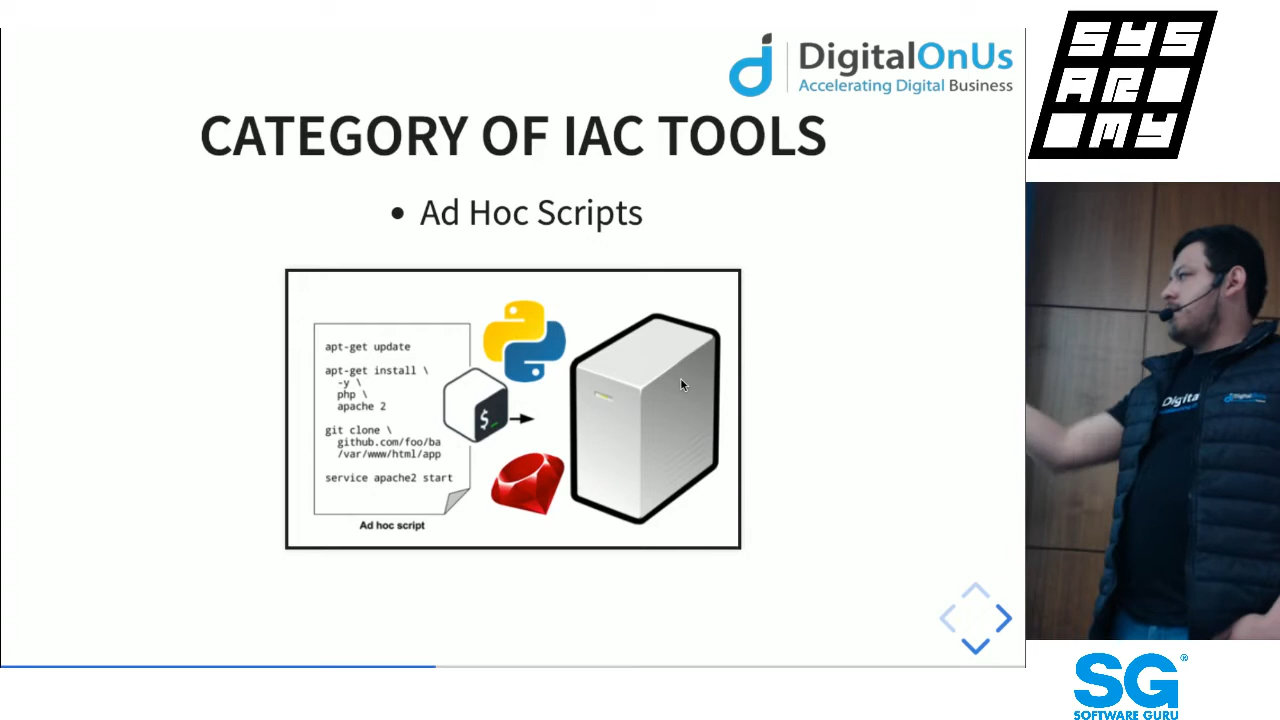 DigitalOnUs
Accelerating Digital Business
SYS
AR
MY
CATEGORY OF IAC TOOLS
• Ad Hoc Scripts
apt-get update
apt-get install \
-y \
php \
apache 2
git clone \
github.com/foo/ba
/var/www/html/app
service apache2 start
Ad hoc script
$_
Digital
SG®
SOFTWARE GURU